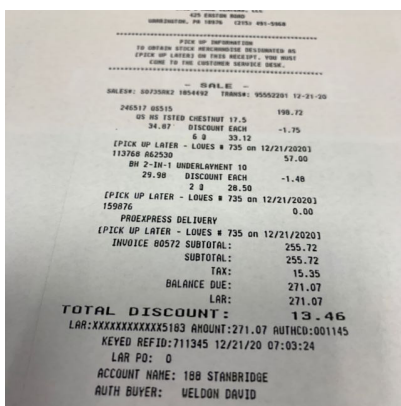 425 EASTON ROAD
WARRINGTON, PA 18976 (215) 491-5968
PICK UP INFORMATION
TO OBTAIN STOCK MERCHANDISE DESIGNATED AS
[PICK UP LATER] ON THIS RECEIPT, YOU MUST
COME TO THE CUSTOMER SERVICE DESK.
- SALE -
SALES#: S0735RK2 1854492 TRANS#: 95552201 12-21-20
246517 OS515 198.72
US HS TSTED CHESTNUT 17.5
34.87 DISCOUNT EACH -1.75
6 @ 33.12
[PICK UP LATER - LOWES # 735 on 12/21/2020]
113768 A62530 57.00
BH 2-IN-1 UNDERLAYMENT 10
29.98 DISCOUNT EACH -1.48
2 @ 28.50
[PICK UP LATER - LOWES # 735 on 12/21/2020]
159876 0.00
PROEXPRESS DELIVERY
[PICK UP LATER - LOWES # 735 on 12/21/2020]
INVOICE 80572 SUBTOTAL: 255.72
SUBTOTAL: 255.72
TAX: 15.35
BALANCE DUE: 271.07
LAR: 271.07
TOTAL DISCOUNT: 13.46
LAR:XXXXXXXXXXXX5183 AMOUNT:271.07 AUTHCD:001145
KEYED REFID:711345 12/21/20 07:03:24
LAR PO: 0
ACCOUNT NAME: 188 STANBRIDGE
AUTH BUYER: WELDON DAVID